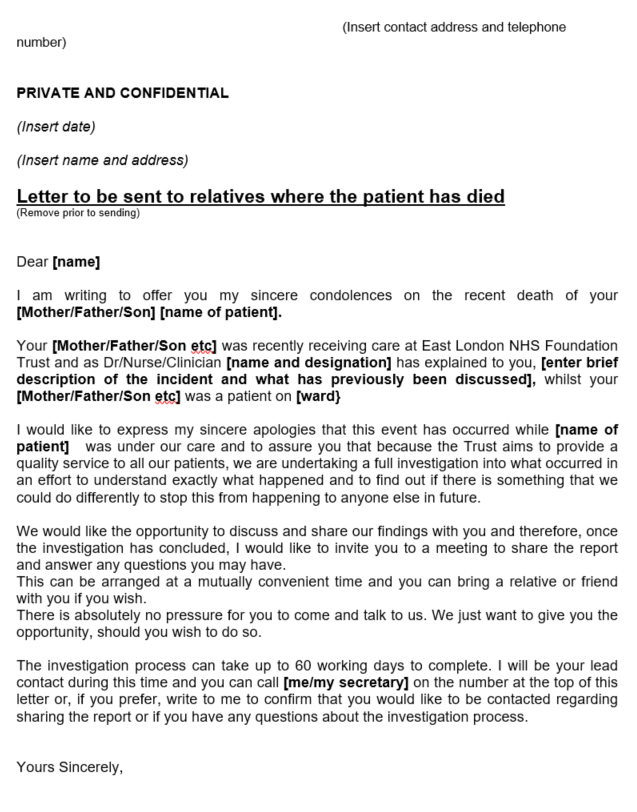 (Insert contact address and telephone
number)
PRIVATE AND CONFIDENTIAL
(Insert date)
(Insert name and address)
Letter to be sent to relatives where the patient has died
(Remove prior to sending)
Dear [name]
I am writing to offer you my sincere condolences on the recent death of your
[Mother/Father/Son] [name of patient].
Your [Mother/Father/Son etc] was recently receiving care at East London NHS Foundation
Trust and as Dr/Nurse/Clinician [name and designation] has explained to you, [enter brief
description of the incident and what has previously been discussed], whilst your
[Mother/Father/Son etc] was a patient on [ward}
I would like to express my sincere apologies that this event has occurred while [name of
patient] was under our care and to assure you that because the Trust aims to provide a
quality service to all our patients, we are undertaking a full investigation into what occurred in
an effort to understand exactly what happened and to find out if there is something that we
could do differently to stop this from happening to anyone else in future.
We would like the opportunity to discuss and share our findings with you and therefore, once
the investigation has concluded, I would like to invite you to a meeting to share the report
and answer any questions you may have.
This can be arranged at a mutually convenient time and you can bring a relative or friend
with you if you wish.
There is absolutely no pressure for you to come and talk to us. We just want to give you the
opportunity, should you wish to do so.
The investigation process can take up to 60 working days to complete. I will be your lead
contact during this time and you can call [me/my secretary] on the number at the top of this
letter or, if you prefer, write to me to confirm that you would like to be contacted regarding
sharing the report or if you have any questions about the investigation process.
Yours Sincerely,